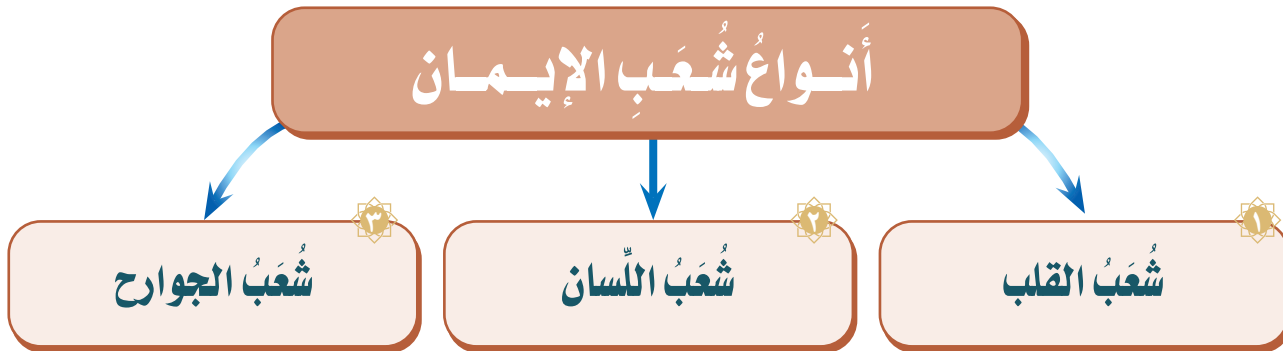 أَنــواعُ شُعَبِ الإيــمــان
١
شُعَبُ القلب
٢
شُعَبُ اللِّسان
٣
شُعَبُ الجوارح